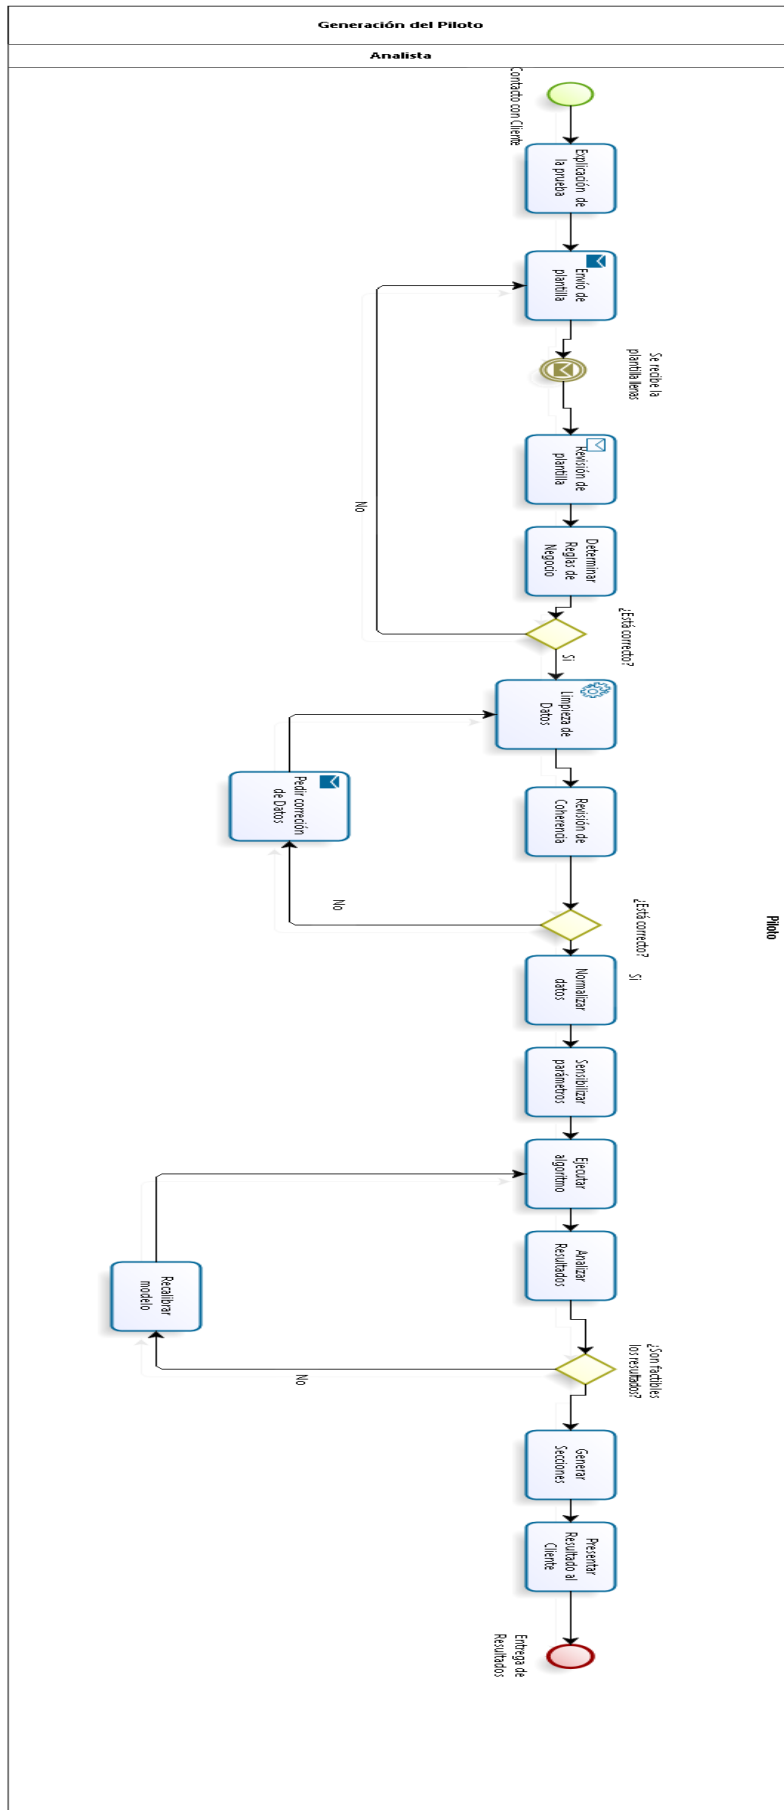 Generación del Piloto
Analista
Piloto
Contacto con Cliente
Explicación de
la prueba
Envío de
plantilla
Se recibe la
plantilla llenas
Revisión de
plantilla
Determinar
Reglas de
Negocio
¿Está correcto?
Si
No
Limpieza de
Datos
Pedir correción
de Datos
Revisión de
Coherencia
¿Está correcto?
Si
No
Normalizar
datos
Sensibilizar
parámetros
Ejecutar
algoritmo
Analizar
Resultados
Recalibrar
modelo
¿Son factibles
los resultados?
No
Generar
Secciones
Presentar
Resultado al
Cliente
Entrega de
Resultados